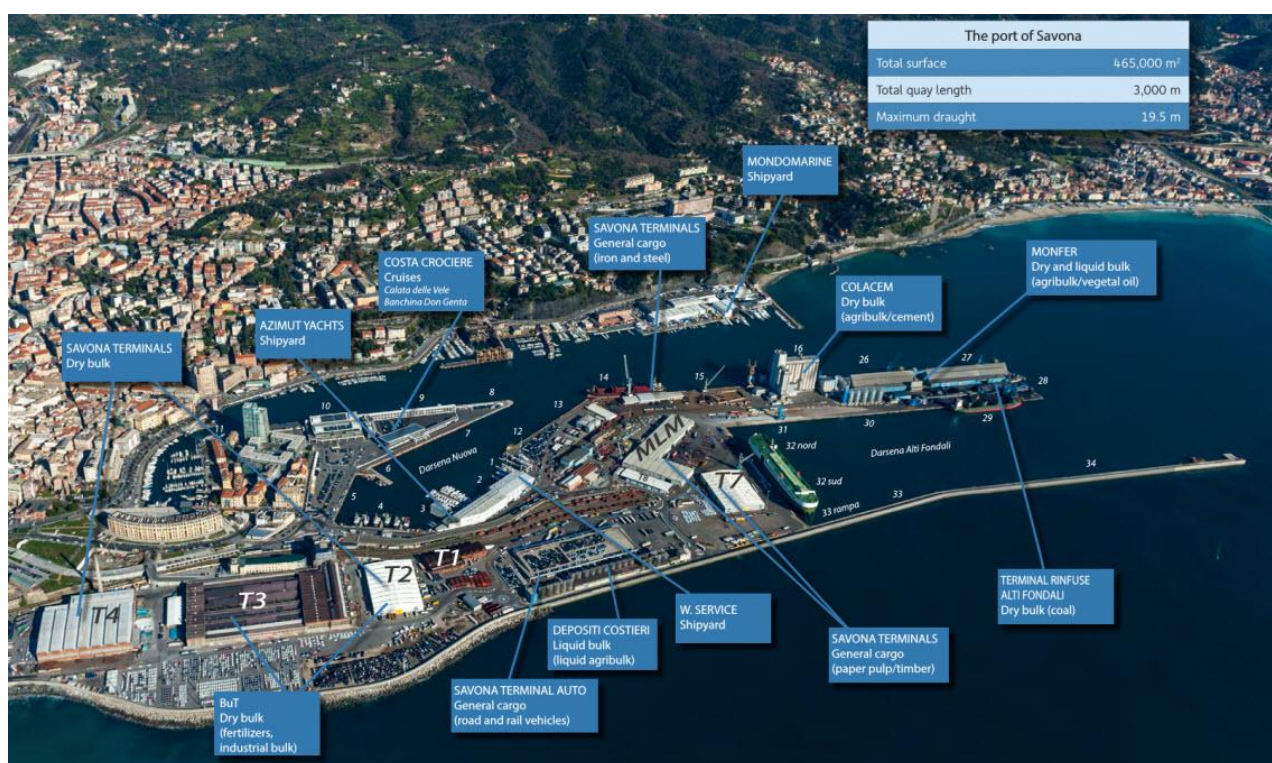 The port of Savona
Total surface 465,000 m²
Total quay length 3,000 m
Maximum draught 19.5 m
MONDOMARINE
Shipyard
SAVONA TERMINALS
General cargo
(iron and steel)
MONFER
Dry and liquid bulk
(agribulk/vegetal oil)
COSTA CROCIERE
Cruises
Calata delle Vele
Banchina Don Genta
COLACEM
Dry bulk
(agribulk/cement)
AZIMUT YACHTS
Shipyard
SAVONA TERMINALS
Dry bulk
16
26
27
28
14
15
8
9
10
13
31
30
29
7
11
12
MLM
32 nord
Darsena Alti Fondali
34
Darsena Nuova
6
1
2
18
T7
32 sud
5
3
4
33 rampa
33
T1
T2
T3
T4
TERMINAL RINFUSE
ALTI FONDALI
Dry bulk (coal)
W. SERVICE
Shipyard
DEPOSITI COSTIERI
Liquid bulk
(liquid agribulk)
SAVONA TERMINALS
General cargo
(paper pulp/timber)
SAVONA TERMINAL AUTO
General cargo
(road and rail vehicles)
BuT
Dry bulk
(fertilizers,
industrial bulk)